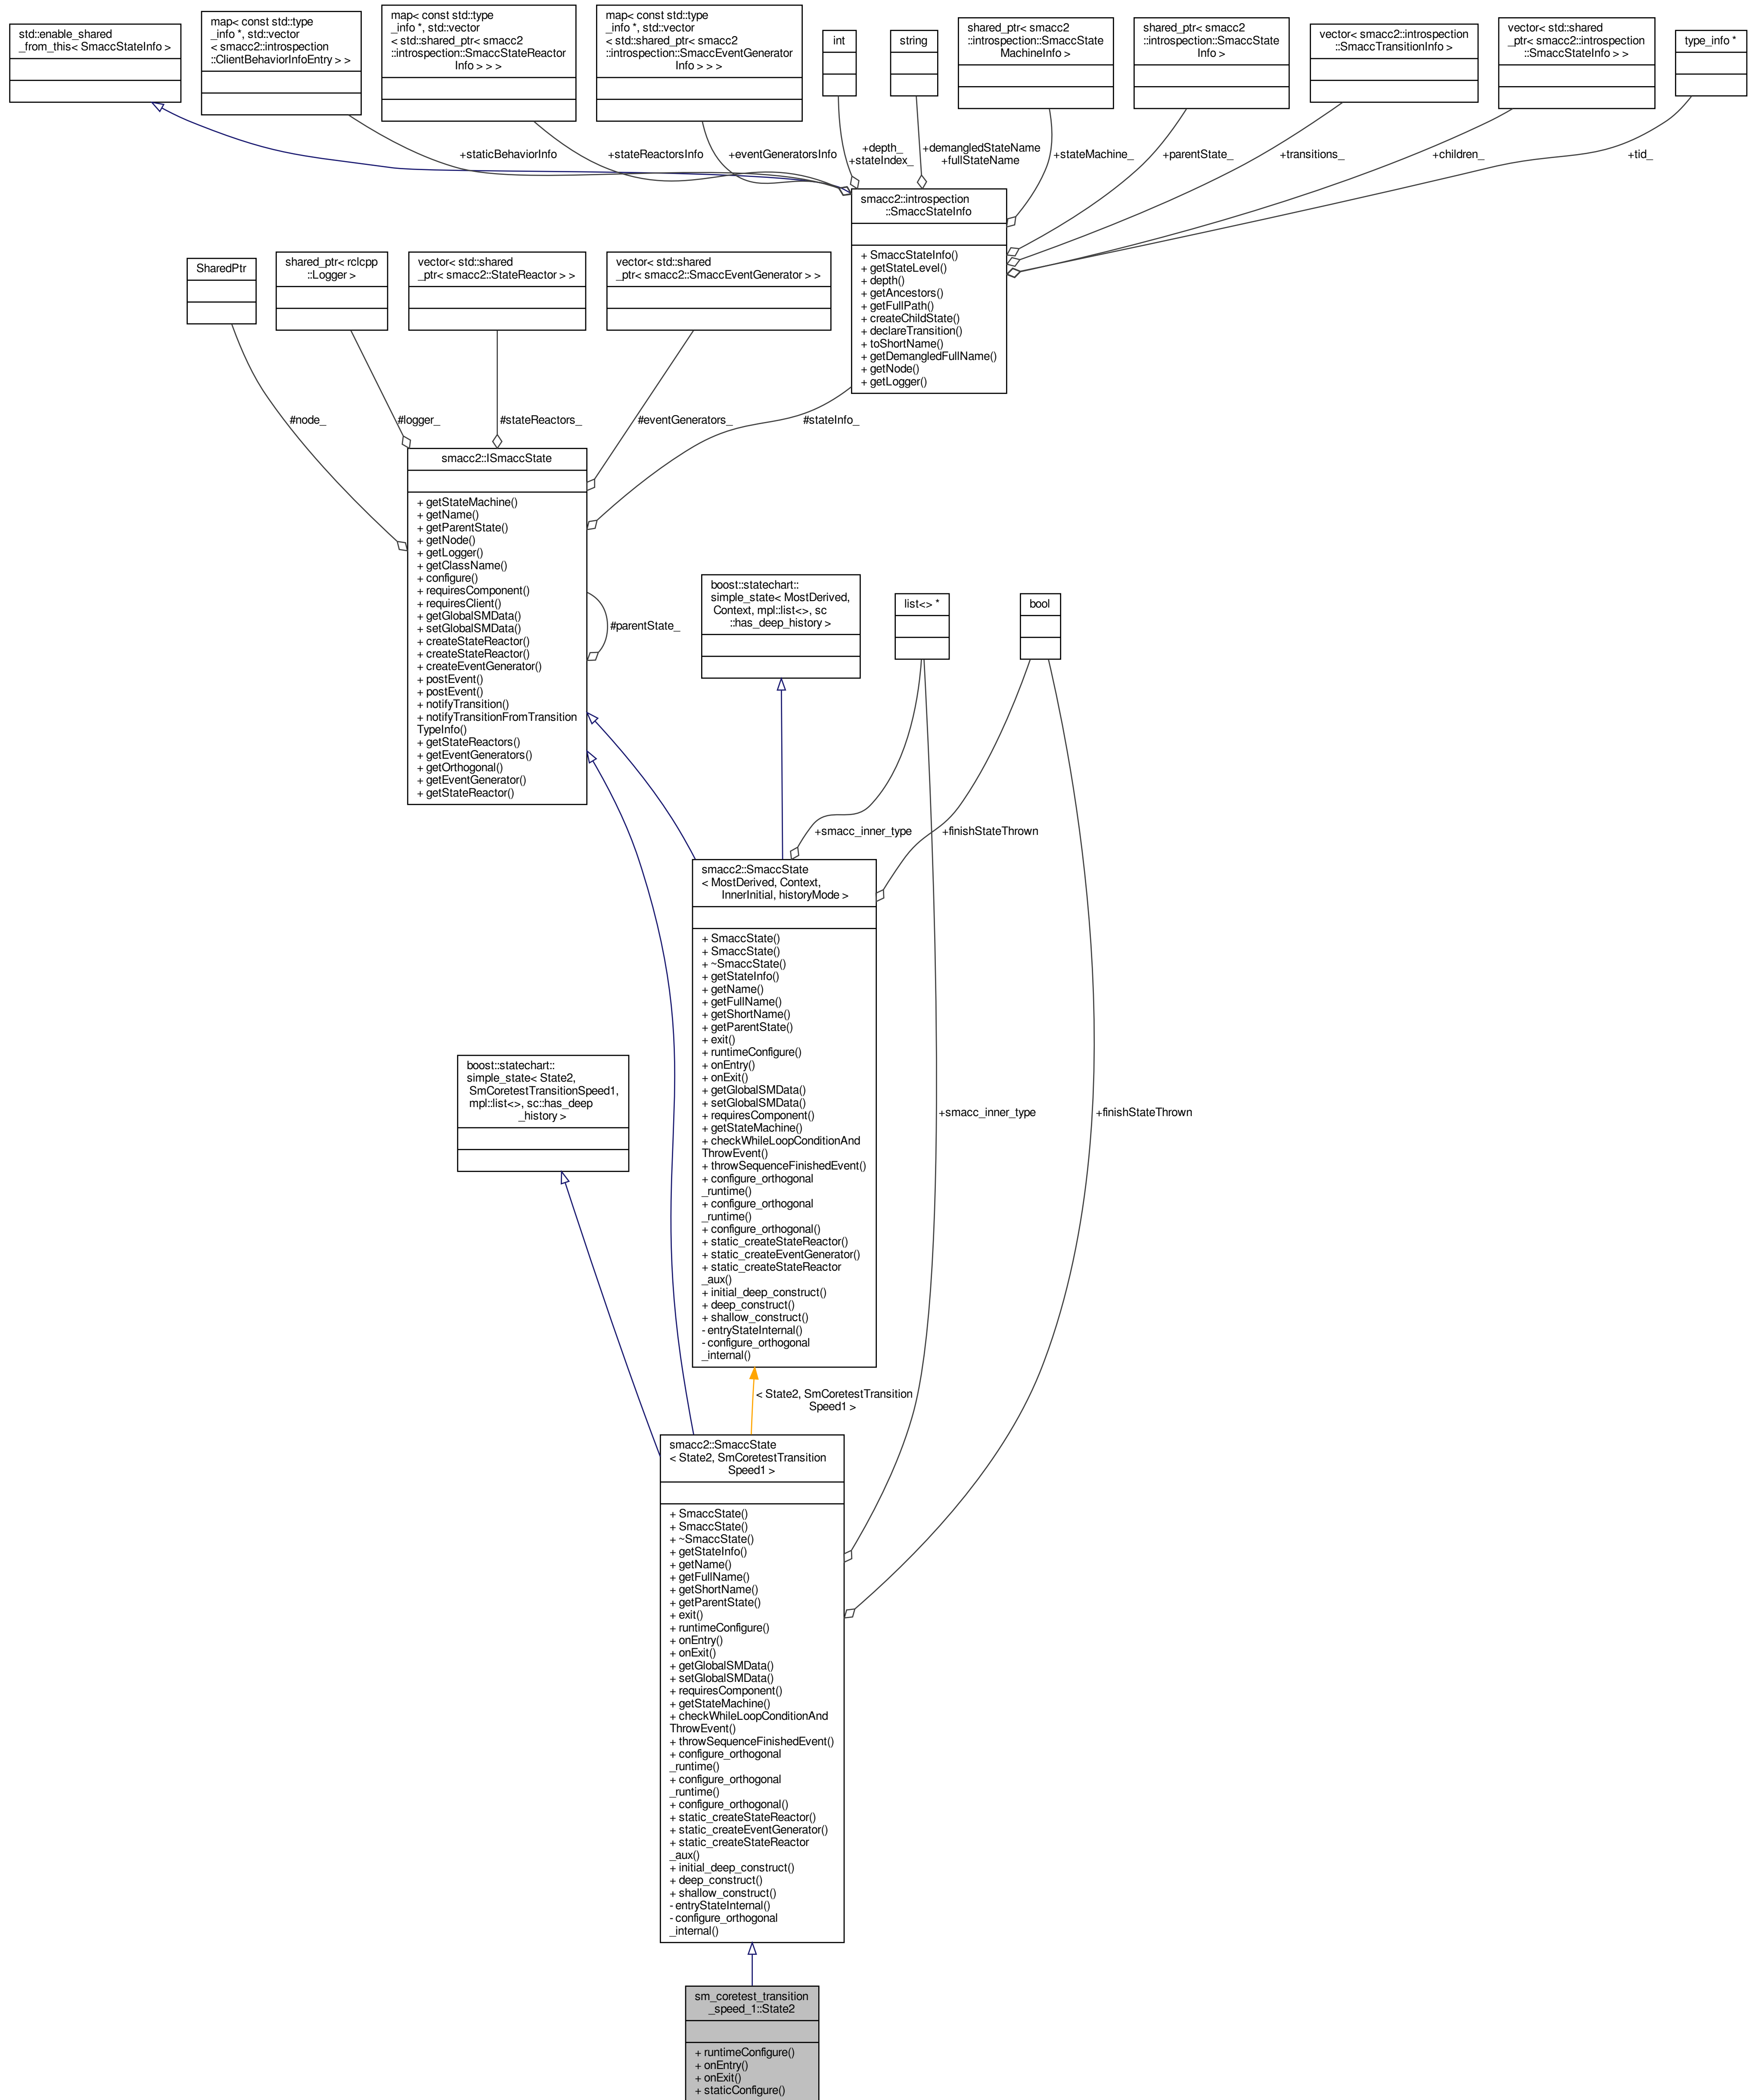 std::enable_shared
_from_this< SmaccStateInfo >
map< const std::type
_info *, std::vector
< smacc2::introspection
::ClientBehaviorInfoEntry > >
map< const std::type
_info *, std::vector
< std::shared_ptr< smacc2
::introspection::SmaccStateReactor
Info > > >
map< const std::type
_info *, std::vector
< std::shared_ptr< smacc2
::introspection::SmaccEventGenerator
Info > > >
int
string
shared_ptr< smacc2
::introspection::SmaccState
MachineInfo >
shared_ptr< smacc2
::introspection::SmaccState
Info >
vector< smacc2::introspection
::SmaccTransitionInfo >
vector< std::shared
_ptr< smacc2::introspection
::SmaccStateInfo > >
type_info *
+staticBehaviorInfo
+stateReactorsInfo
+eventGeneratorsInfo
+depth_
+stateIndex_
+demangledStateName
+fullStateName
+stateMachine_
+parentState_
+transitions_
+children_
+tid_
smacc2::introspection
::SmaccStateInfo
+ SmaccStateInfo()
+ getStateLevel()
+ depth()
+ getAncestors()
+ getFullPath()
+ createChildState()
+ declareTransition()
+ toShortName()
+ getDemangledFullName()
+ getNode()
+ getLogger()
SharedPtr
shared_ptr< rclcpp
::Logger >
vector< std::shared
_ptr< smacc2::StateReactor > >
vector< std::shared
_ptr< smacc2::SmaccEventGenerator > >
#node_
#logger_
#stateReactors_
#eventGenerators_
#stateInfo_
smacc2::ISmaccState
+ getStateMachine()
+ getName()
+ getParentState()
+ getNode()
+ getLogger()
+ getClassName()
+ configure()
+ requiresComponent()
+ requiresClient()
+ getGlobalSMData()
+ setGlobalSMData()
+ createStateReactor()
+ createStateReactor()
+ createEventGenerator()
+ postEvent()
+ postEvent()
+ notifyTransition()
+ notifyTransitionFromTransition
TypeInfo()
+ getStateReactors()
+ getEventGenerators()
+ getOrthogonal()
+ getEventGenerator()
+ getStateReactor()
#parentState_
boost::statechart::
simple_state< MostDerived,
Context, mpl::list<>, sc
::has_deep_history >
list<> *
bool
+smacc_inner_type
+finishStateThrown
smacc2::SmaccState
< MostDerived, Context,
InnerInitial, historyMode >
+ SmaccState()
+ SmaccState()
+ ~SmaccState()
+ getStateInfo()
+ getName()
+ getFullName()
+ getShortName()
+ getParentState()
+ exit()
+ runtimeConfigure()
+ onEntry()
+ onExit()
+ getGlobalSMData()
+ setGlobalSMData()
+ requiresComponent()
+ getStateMachine()
+ checkWhileLoopConditionAnd
ThrowEvent()
+ throwSequenceFinishedEvent()
+ configure_orthogonal
_runtime()
+ configure_orthogonal
_runtime()
+ configure_orthogonal()
+ static_createStateReactor()
+ static_createEventGenerator()
+ static_createStateReactor
_aux()
+ initial_deep_construct()
+ deep_construct()
+ shallow_construct()
- entryStateInternal()
- configure_orthogonal
_internal()
boost::statechart::
simple_state< State2,
SmCoretestTransitionSpeed1,
mpl::list<>, sc::has_deep
_history >
+smacc_inner_type
+finishStateThrown
< State2, SmCoretestTransition
Speed1 >
smacc2::SmaccState
< State2, SmCoretestTransition
Speed1 >
+ SmaccState()
+ SmaccState()
+ ~SmaccState()
+ getStateInfo()
+ getName()
+ getFullName()
+ getShortName()
+ getParentState()
+ exit()
+ runtimeConfigure()
+ onEntry()
+ onExit()
+ getGlobalSMData()
+ setGlobalSMData()
+ requiresComponent()
+ getStateMachine()
+ checkWhileLoopConditionAnd
ThrowEvent()
+ throwSequenceFinishedEvent()
+ configure_orthogonal
_runtime()
+ configure_orthogonal
_runtime()
+ configure_orthogonal()
+ static_createStateReactor()
+ static_createEventGenerator()
+ static_createStateReactor
_aux()
+ initial_deep_construct()
+ deep_construct()
+ shallow_construct()
- entryStateInternal()
- configure_orthogonal
_internal()
sm_coretest_transition
_speed_1::State2
+ runtimeConfigure()
+ onEntry()
+ onExit()
+ staticConfigure()